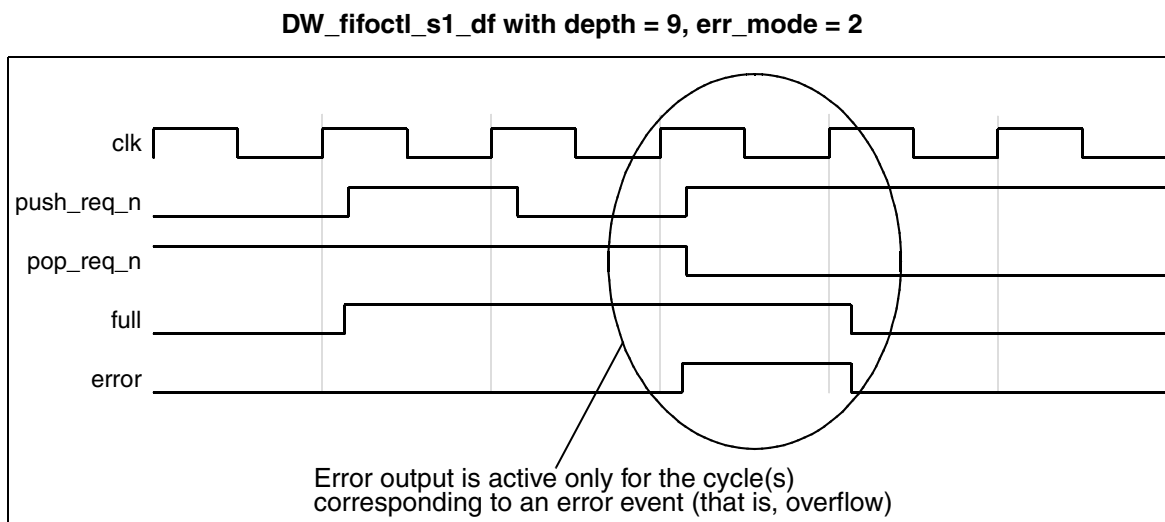 DW_fifoctl_s1_df with depth = 9, err_mode = 2
clk
push_req_n
pop_req_n
full
error
Error output is active only for the cycle(s)
corresponding to an error event (that is, overflow)